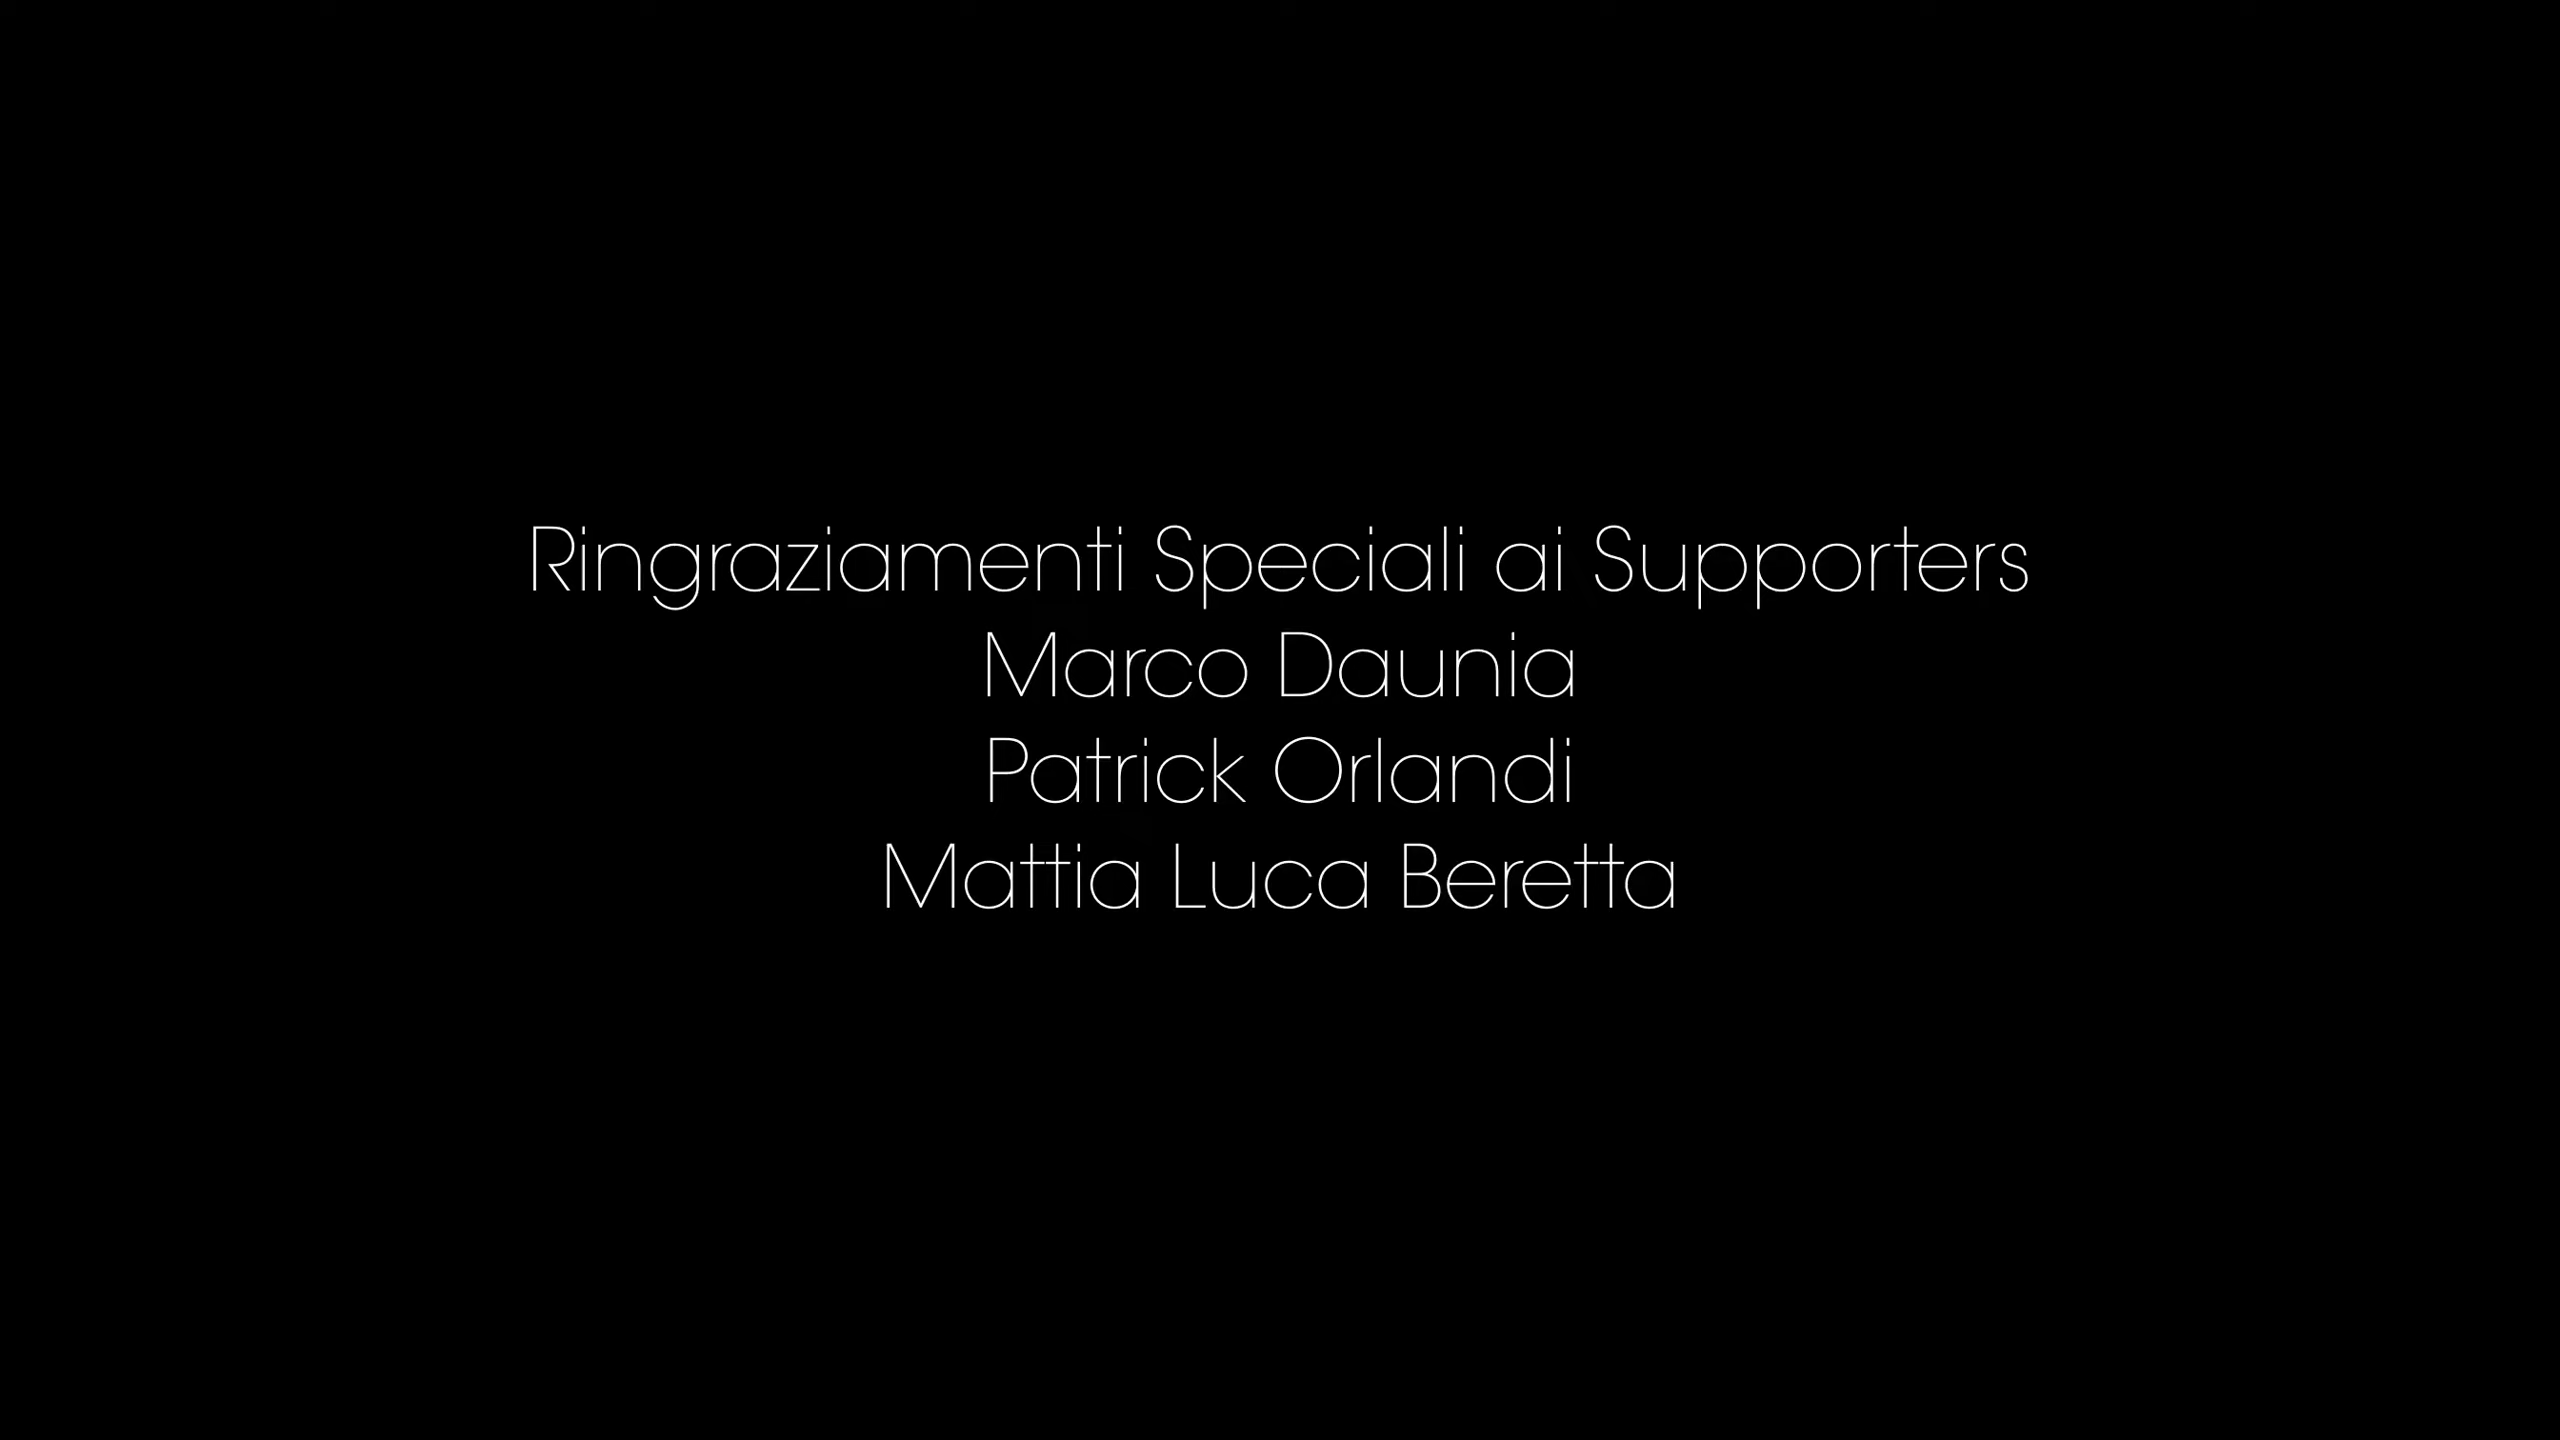 Ringraziamenti Speciali ai Supporters
Marco Daunia
Patrick Orlandi
Mattia Luca Beretta